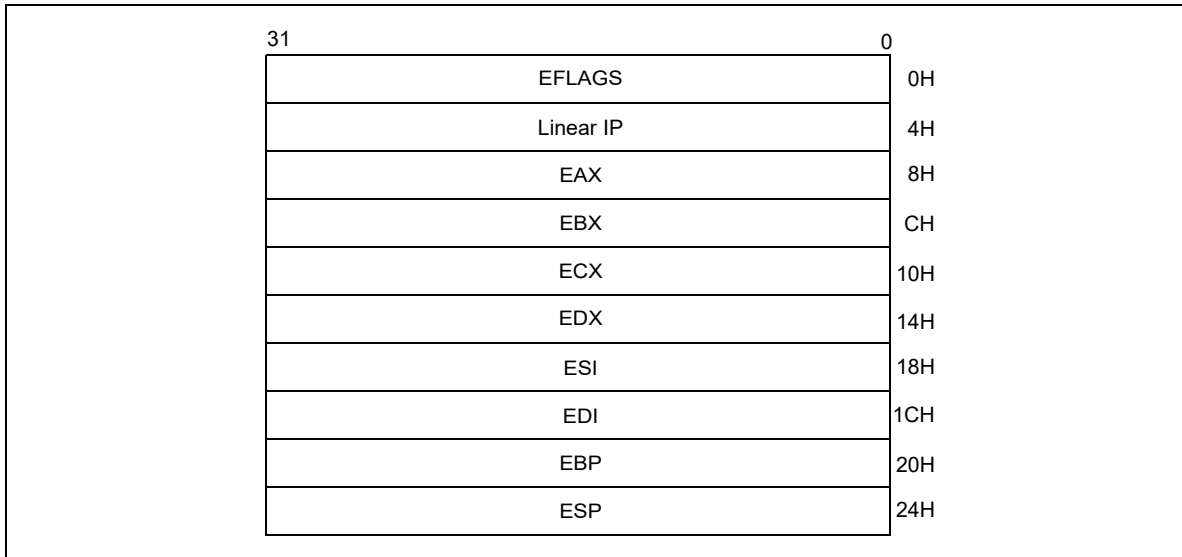 31 0
EFLAGS 0H
Linear IP 4H
EAX 8H
EBX CH
ECX 10H
EDX 14H
ESI 18H
EDI 1CH
EBP 20H
ESP 24H